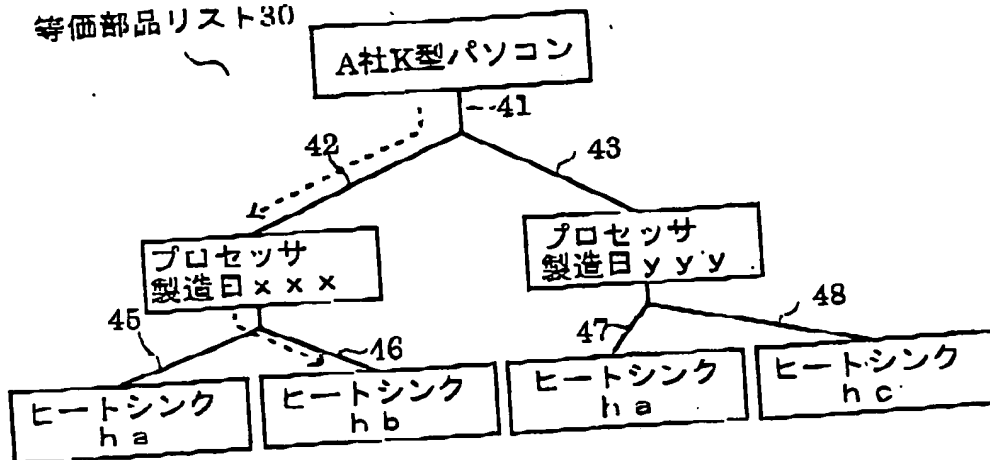 等価部品リスト30
A社K型パソコン
41
42
43
プロセッサ
製造日xxx
プロセッサ
製造日yyy
45
46
47
48
ヒートシンク
ha
ヒートシンク
hb
ヒートシンク
ha
ヒートシンク
hc